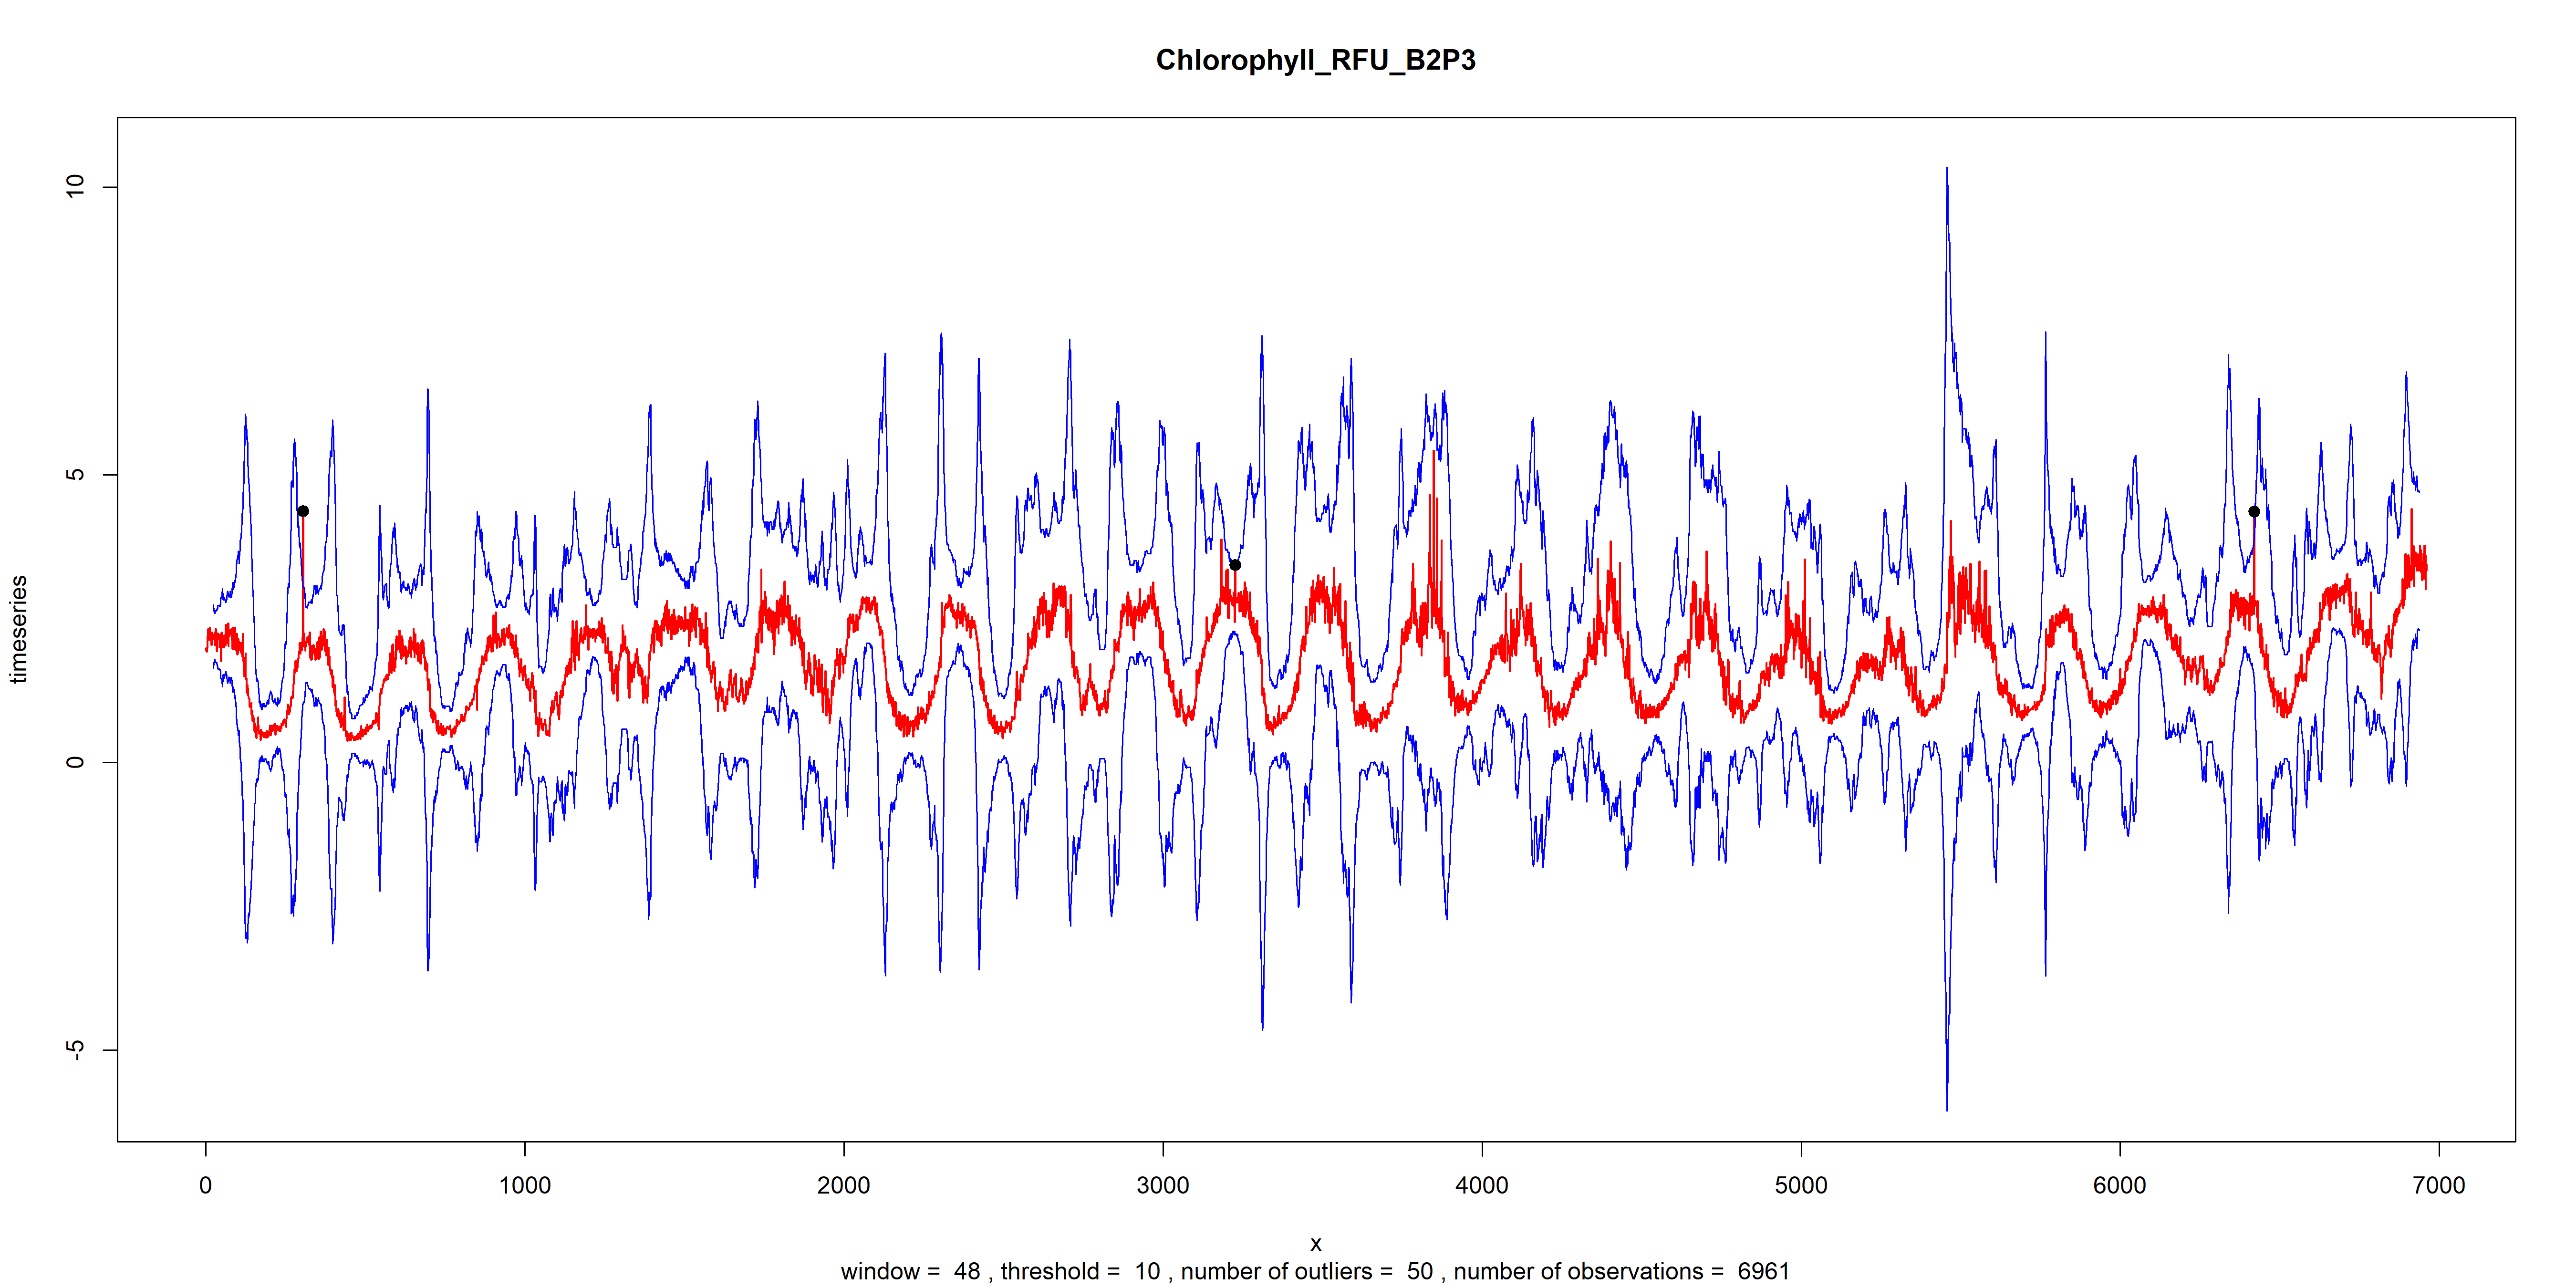 Chlorophyll_RFU_B2P3
timeseries
10
5
0
-5
0 1000 2000 3000 4000 5000 6000 7000
x
window = 48 , threshold = 10 , number of outliers = 50 , number of observations = 6961